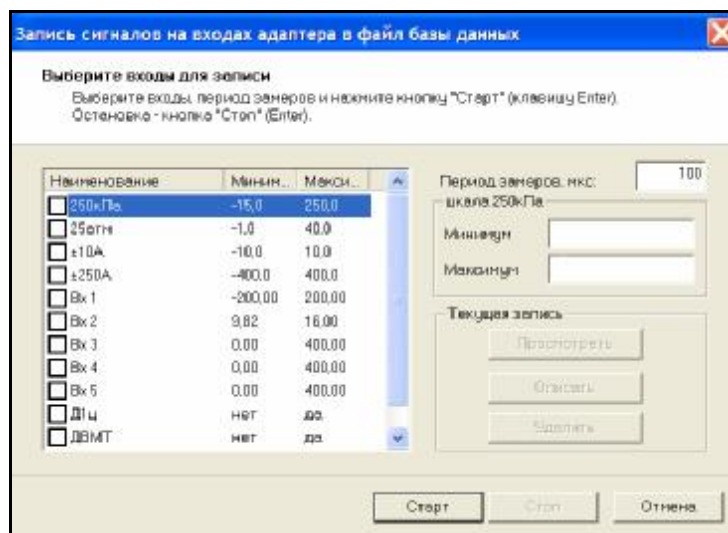 Запись сигналов на входах адаптера в файл базы данных
Выберите входы для записи
Выберите входы, период замеров и нажмите кнопку "Старт" (клавишу Enter).
Остановка - кнопка "Стоп" (Enter).
Наименование Миним... Макси...
250кПа -15,0 250,0
25атм -1,0 40,0
±10А -10,0 10,0
±250А -400,0 400,0
Вх 1 -200,00 200,00
Вх 2 9,82 16,00
Вх 3 0,00 400,00
Вх 4 0,00 400,00
Вх 5 0,00 400,00
Д1ц нет да
ДВМТ нет да
Период замеров, мкс: 100
шкала 250кПа
Минимум
Максимум
Текущая запись
Просмотреть
Описать
Удалить
Старт Стоп Отмена